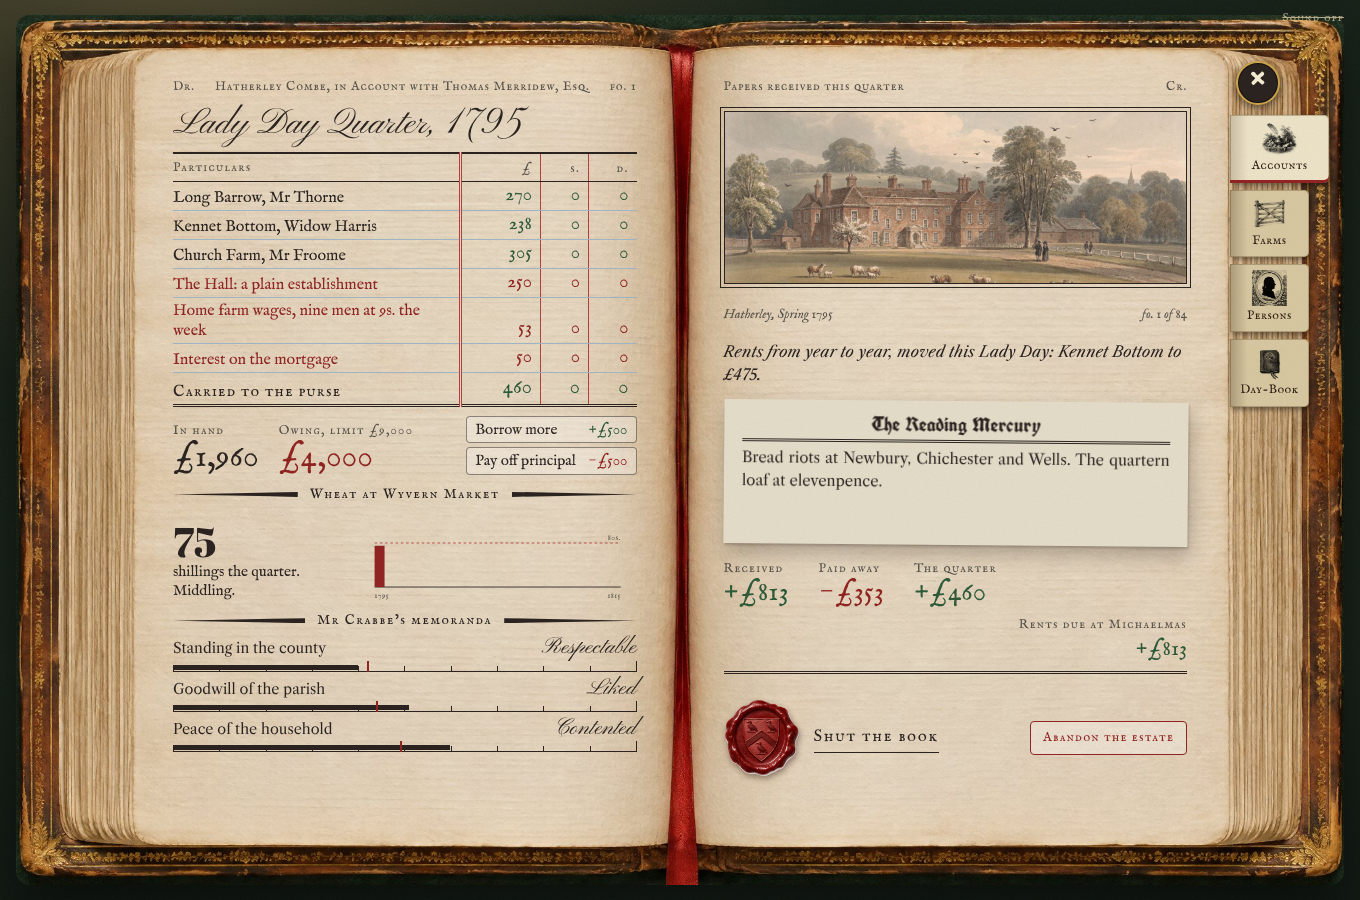 Sound off
Dr. Hatherley Combe, in Account with Thomas Merridew, Esq. fo. 1
Lady Day Quarter, 1795
Particulars £ s. d.
Long Barrow, Mr Thorne 270 0 0
Kennet Bottom, Widow Harris 238 0 0
Church Farm, Mr Froome 305 0 0
The Hall: a plain establishment 250 0 0
Home farm wages, nine men at 9s. the
week 53 0 0
Interest on the mortgage 50 0 0
Carried to the purse 460 0 0
In hand Owing, limit £9,000
£1,960 £4,000
Borrow more +£500
Pay off principal −£500
Wheat at Wyvern Market
75
shillings the quarter.
Middling.
80s.
1795 1815
Mr Crabbe's memoranda
Standing in the county Respectable
Goodwill of the parish Liked
Peace of the household Contented
Papers received this quarter Cr.
Hatherley, Spring 1795 fo. 1 of 84
Rents from year to year, moved this Lady Day: Kennet Bottom to
£475.
The Reading Mercury
Bread riots at Newbury, Chichester and Wells. The quartern
loaf at elevenpence.
Received Paid away The quarter
+£813 −£353 +£460
Rents due at Michaelmas
+£813
Shut the book
Abandon the estate
×
Accounts
Farms
Persons
Day-Book